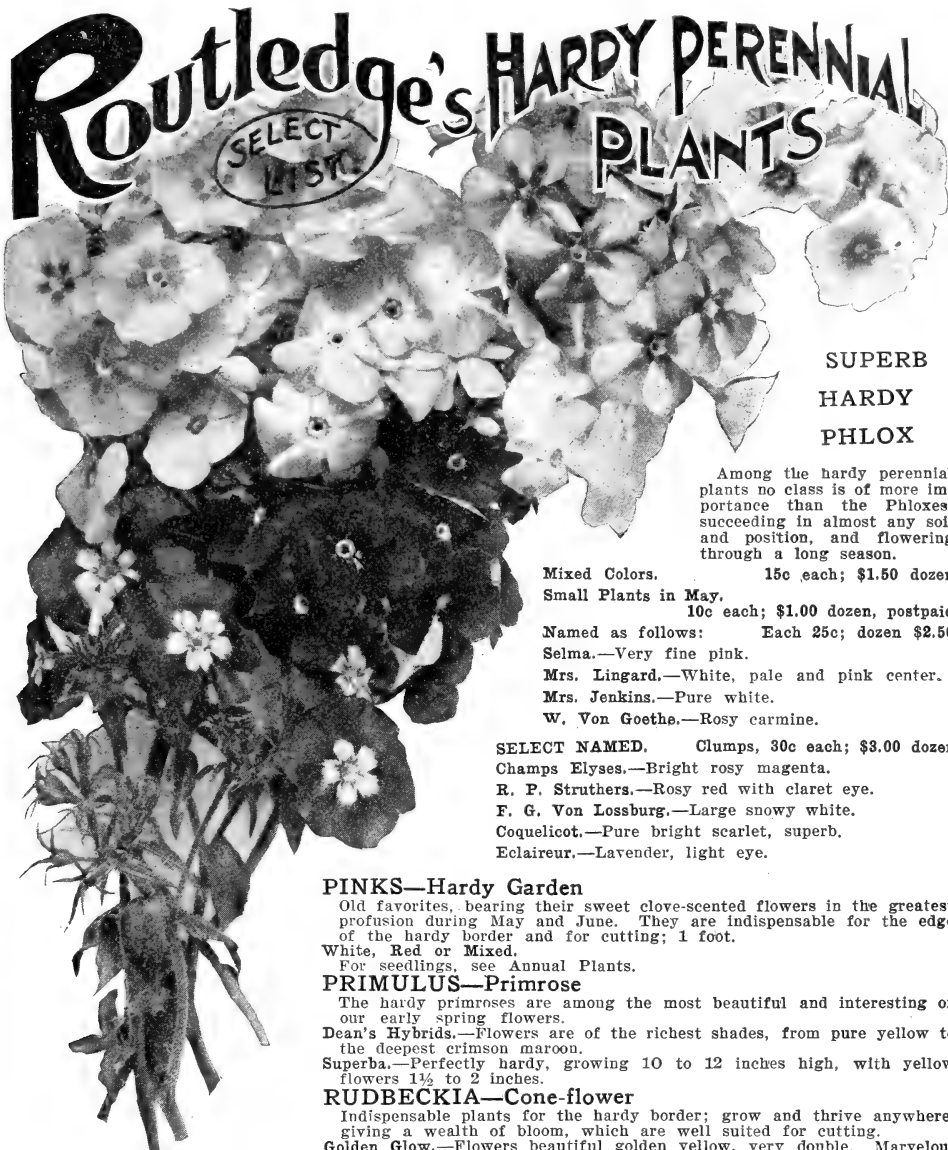 Routledge's HARDY PERENNIAL
SELECT LIST. PLANTS
SUPERB
HARDY
PHLOX
Among the hardy perennial
plants no class is of more im
portance than the Phloxes
succeeding in almost any soi
and position, and flowering
through a long season.
Mixed Colors. 15c each; $1.50 dozen
Small Plants in May.
10c each; $1.00 dozen, postpaid
Named as follows: Each 25c; dozen $2.50
Selma.—Very fine pink.
Mrs. Lingard.—White, pale and pink center.
Mrs. Jenkins.—Pure white.
W. Von Goethe.—Rosy carmine.
SELECT NAMED. Clumps, 30c each; $3.00 dozen
Champs Elyses.—Bright rosy magenta.
R. P. Struthers.—Rosy red with claret eye.
F. G. Von Lossburg.—Large snowy white.
Coquelicot.—Pure bright scarlet, superb.
Eclaireur.—Lavender, light eye.
PINKS—Hardy Garden
Old favorites, bearing their sweet clove-scented flowers in the greatest
profusion during May and June. They are indispensable for the edge
of the hardy border and for cutting; 1 foot.
White, Red or Mixed.
For seedlings, see Annual Plants.
PRIMULUS—Primrose
The hardy primroses are among the most beautiful and interesting of
our early spring flowers.
Dean's Hybrids.—Flowers are of the richest shades, from pure yellow to
the deepest crimson maroon.
Superba.—Perfectly hardy, growing 10 to 12 inches high, with yellow
flowers 1½ to 2 inches.
RUDBECKIA—Cone-flower
Indispensable plants for the hardy border; grow and thrive anywhere
giving a wealth of bloom, which are well suited for cutting.
Golden Glow.—Flowers beautiful golden yellow, very double. Marvelou